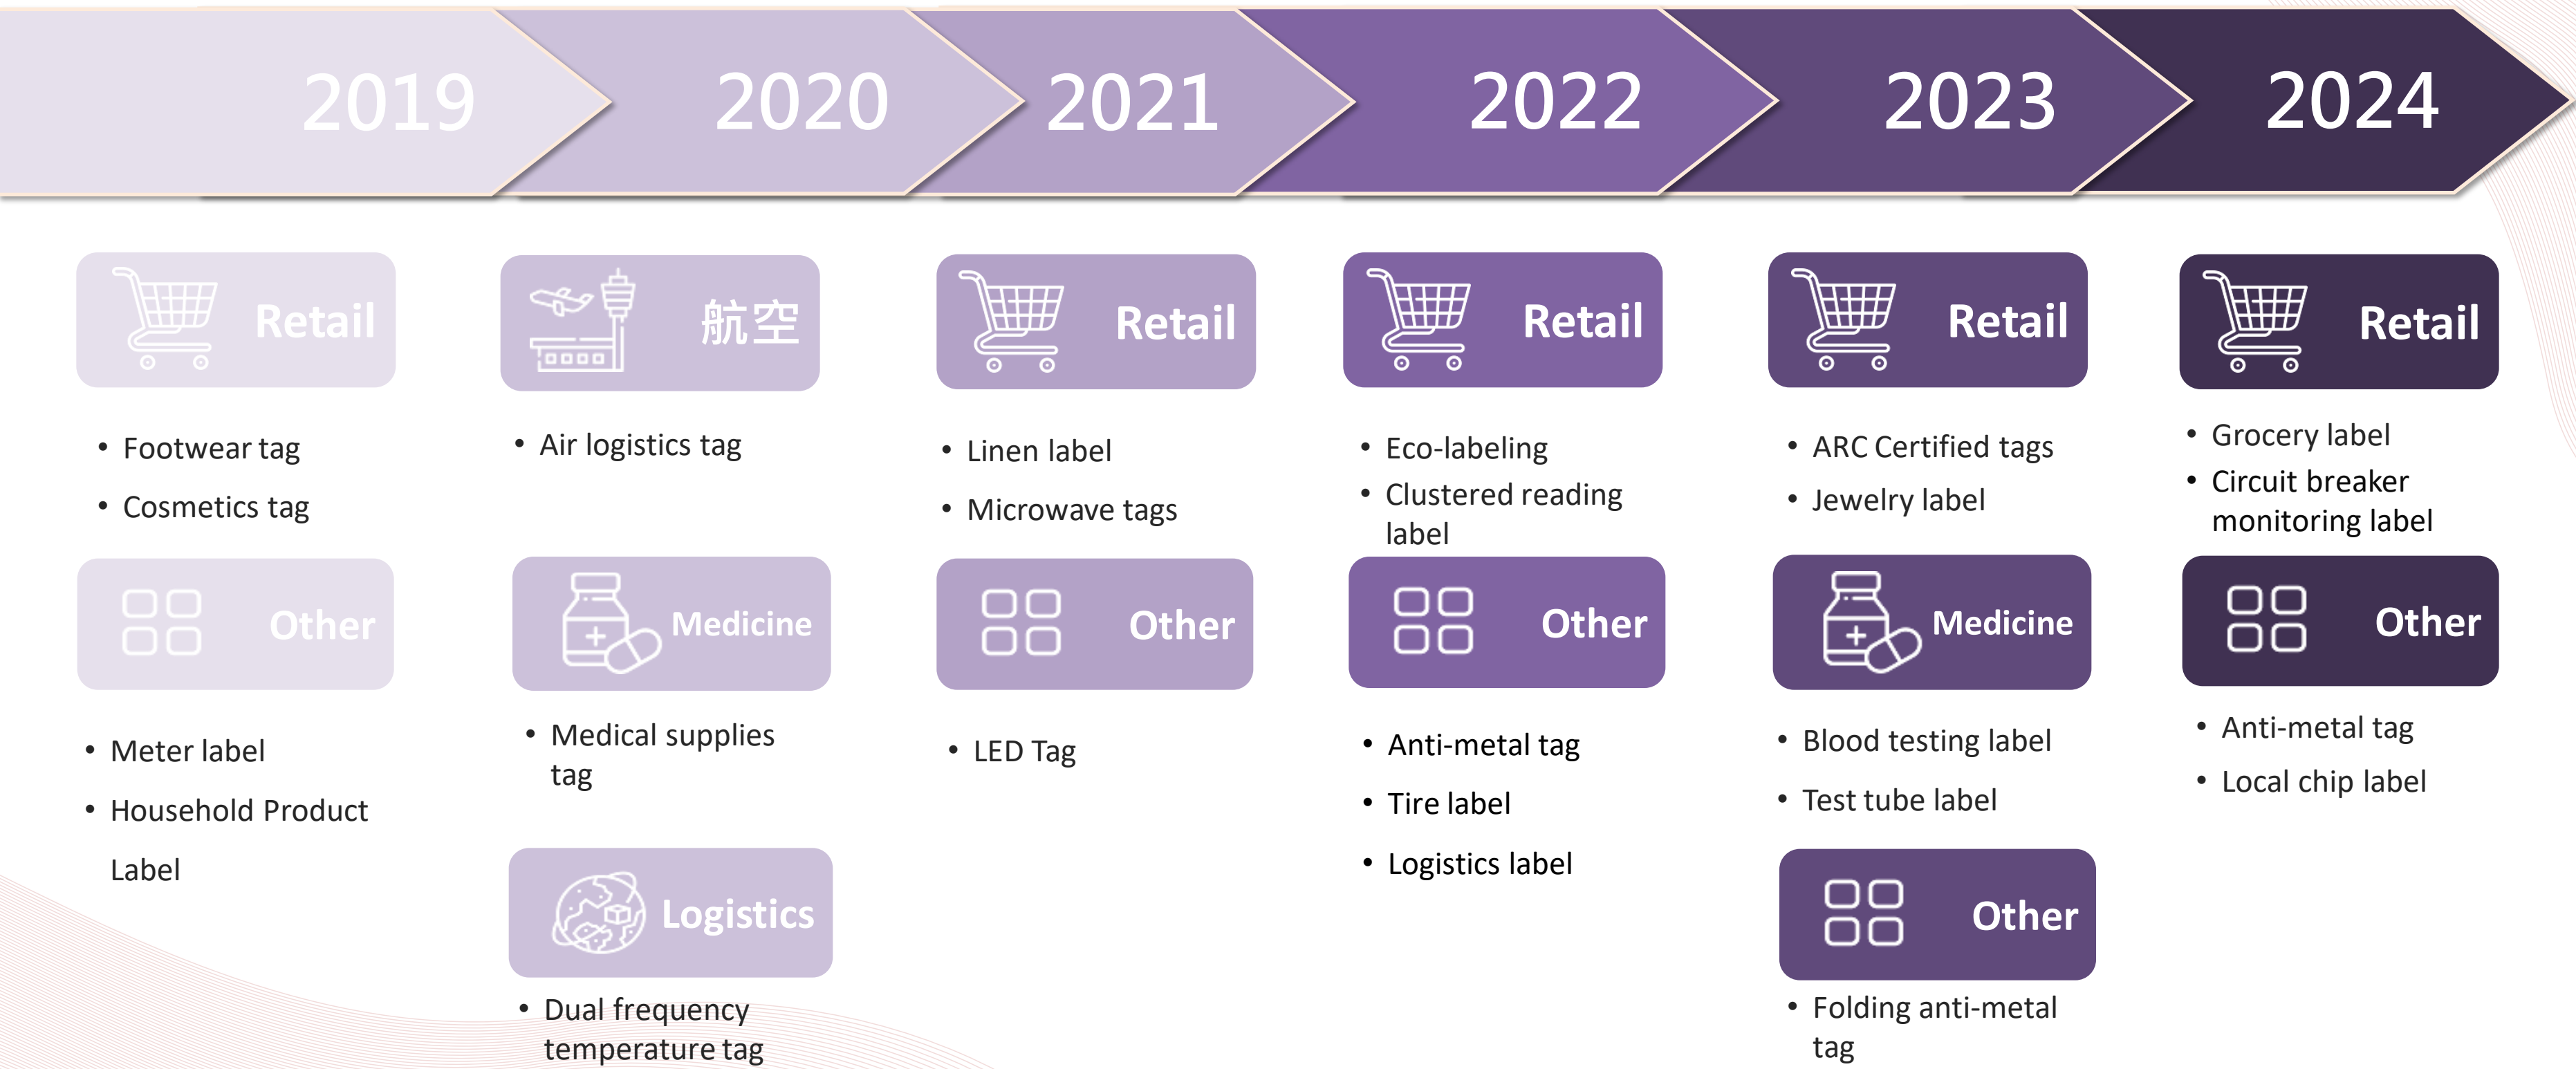 2019
2020
2021
2022
2023
2024
Retail
• Footwear tag
• Cosmetics tag
Other
• Meter label
• Household Product
Label
航空
• Air logistics tag
Medicine
• Medical supplies
tag
Logistics
• Dual frequency
temperature tag
Retail
• Linen label
• Microwave tags
Other
• LED Tag
Retail
• Eco-labeling
• Clustered reading
label
Other
• Anti-metal tag
• Tire label
• Logistics label
Retail
• ARC Certified tags
• Jewelry label
Medicine
• Blood testing label
• Test tube label
Other
• Folding anti-metal
tag
Retail
• Grocery label
• Circuit breaker
monitoring label
Other
• Anti-metal tag
• Local chip label